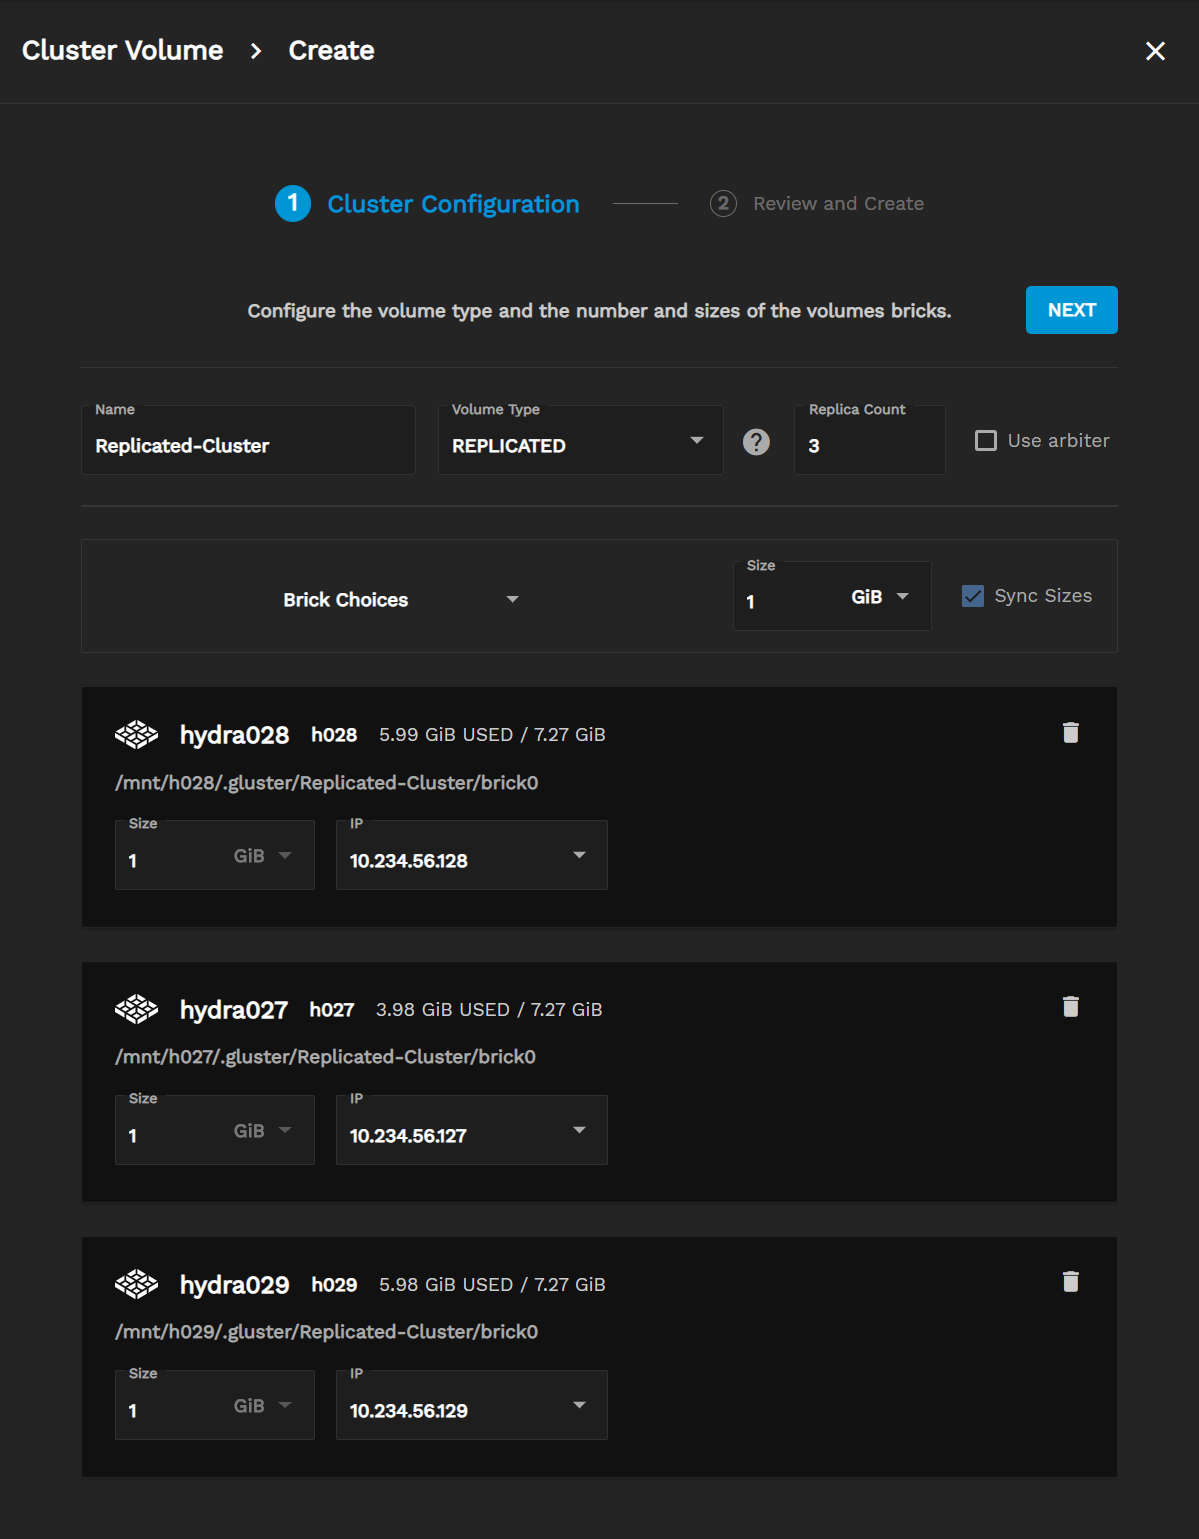 Cluster Volume > Create
1 Cluster Configuration 2 Review and Create
Configure the volume type and the number and sizes of the volumes bricks. NEXT
Name Volume Type Replica Count
Replicated-Cluster REPLICATED ? 3 Use arbiter
Size
Brick Choices 1 GiB Sync Sizes
hydra028 h028 5.99 GiB USED / 7.27 GiB
/mnt/h028/.gluster/Replicated-Cluster/brick0
Size IP
1 GiB 10.234.56.128
hydra027 h027 3.98 GiB USED / 7.27 GiB
/mnt/h027/.gluster/Replicated-Cluster/brick0
Size IP
1 GiB 10.234.56.127
hydra029 h029 5.98 GiB USED / 7.27 GiB
/mnt/h029/.gluster/Replicated-Cluster/brick0
Size IP
1 GiB 10.234.56.129